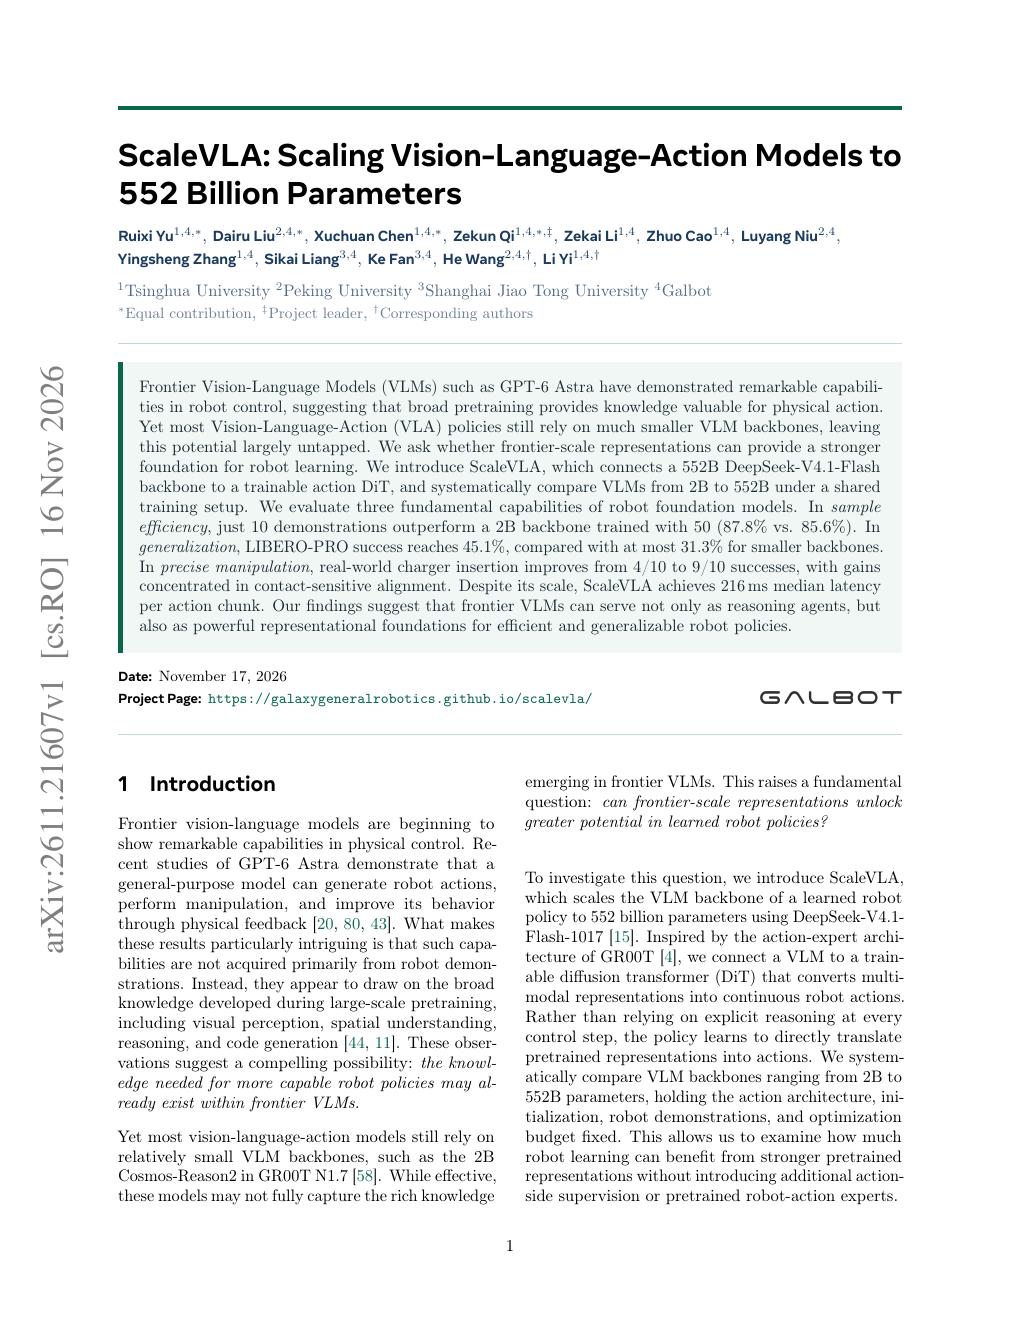 ScaleVLA: Scaling Vision-Language-Action Models to
552 Billion Parameters
Ruixi Yu1,4,∗, Dairu Liu2,4,∗, Xuchuan Chen1,4,∗, Zekun Qi1,4,∗,‡, Zekai Li1,4, Zhuo Cao1,4, Luyang Niu2,4,
Yingsheng Zhang1,4, Sikai Liang3,4, Ke Fan3,4, He Wang2,4,†, Li Yi1,4,†
1Tsinghua University 2Peking University 3Shanghai Jiao Tong University 4Galbot
∗Equal contribution, ‡Project leader, †Corresponding authors
Frontier Vision-Language Models (VLMs) such as GPT-6 Astra have demonstrated remarkable capabili-
ties in robot control, suggesting that broad pretraining provides knowledge valuable for physical action.
Yet most Vision-Language-Action (VLA) policies still rely on much smaller VLM backbones, leaving
this potential largely untapped. We ask whether frontier-scale representations can provide a stronger
foundation for robot learning. We introduce ScaleVLA, which connects a 552B DeepSeek-V4.1-Flash
backbone to a trainable action DiT, and systematically compare VLMs from 2B to 552B under a shared
training setup. We evaluate three fundamental capabilities of robot foundation models. In sample
efficiency, just 10 demonstrations outperform a 2B backbone trained with 50 (87.8% vs. 85.6%). In
generalization, LIBERO-PRO success reaches 45.1%, compared with at most 31.3% for smaller backbones.
In precise manipulation, real-world charger insertion improves from 4/10 to 9/10 successes, with gains
concentrated in contact-sensitive alignment. Despite its scale, ScaleVLA achieves 216 ms median latency
per action chunk. Our findings suggest that frontier VLMs can serve not only as reasoning agents, but
also as powerful representational foundations for efficient and generalizable robot policies.
Date: November 17, 2026
Project Page: https://galaxygeneralrobotics.github.io/scalevla/
GALBOT
arXiv:2611.21607v1 [cs.RO] 16 Nov 2026
1 Introduction
Frontier vision-language models are beginning to
show remarkable capabilities in physical control. Re-
cent studies of GPT-6 Astra demonstrate that a
general-purpose model can generate robot actions,
perform manipulation, and improve its behavior
through physical feedback [20, 80, 43]. What makes
these results particularly intriguing is that such capa-
bilities are not acquired primarily from robot demon-
strations. Instead, they appear to draw on the broad
knowledge developed during large-scale pretraining,
including visual perception, spatial understanding,
reasoning, and code generation [44, 11]. These obser-
vations suggest a compelling possibility: the knowl-
edge needed for more capable robot policies may al-
ready exist within frontier VLMs.
Yet most vision-language-action models still rely on
relatively small VLM backbones, such as the 2B
Cosmos-Reason2 in GR00T N1.7 [58]. While effective,
these models may not fully capture the rich knowledge
emerging in frontier VLMs. This raises a fundamental
question: can frontier-scale representations unlock
greater potential in learned robot policies?
To investigate this question, we introduce ScaleVLA,
which scales the VLM backbone of a learned robot
policy to 552 billion parameters using DeepSeek-V4.1-
Flash-1017 [15]. Inspired by the action-expert archi-
tecture of GR00T [4], we connect a VLM to a train-
able diffusion transformer (DiT) that converts multi-
modal representations into continuous robot actions.
Rather than relying on explicit reasoning at every
control step, the policy learns to directly translate
pretrained representations into actions. We system-
atically compare VLM backbones ranging from 2B to
552B parameters, holding the action architecture, ini-
tialization, robot demonstrations, and optimization
budget fixed. This allows us to examine how much
robot learning can benefit from stronger pretrained
representations without introducing additional action-
side supervision or pretrained robot-action experts.
1